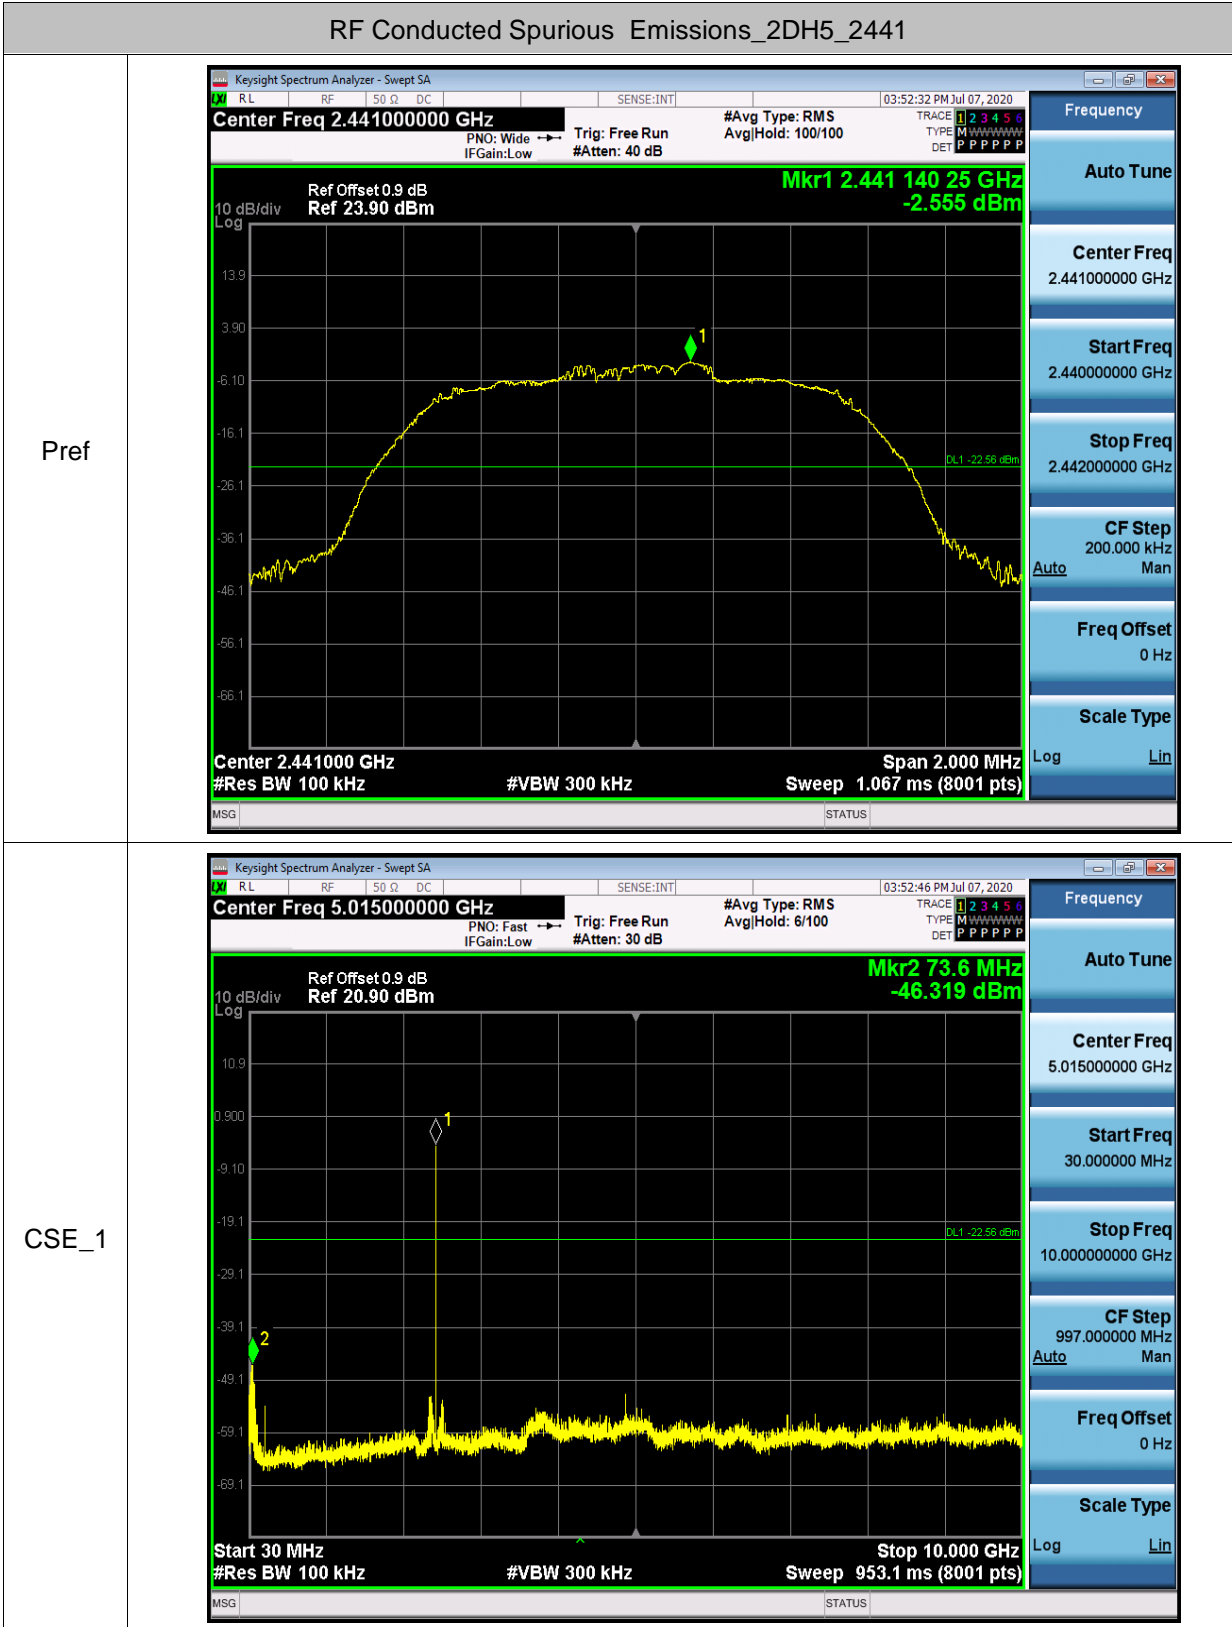 RF Conducted Spurious Emissions_2DH5_2441
Pref
Keysight Spectrum Analyzer - Swept SA
LXI RL RF 50 Ω DC SENSE:INT 03:52:32 PM Jul 07, 2020
Center Freq 2.441000000 GHz
PNO: Wide
IFGain:Low
Trig: Free Run
#Atten: 40 dB
#Avg Type: RMS
Avg|Hold: 100/100
TRACE 1 2 3 4 5 6
TYPE M WWWWW
DET P P P P P P
Mkr1 2.441 140 25 GHz
-2.555 dBm
Ref Offset 0.9 dB
10 dB/div Ref 23.90 dBm
Log
13.9
3.90
1
-6.10
-16.1
DL1 -22.56 dBm
-26.1
-36.1
-46.1
-56.1
-66.1
Center 2.441000 GHz Span 2.000 MHz
#Res BW 100 kHz #VBW 300 kHz Sweep 1.067 ms (8001 pts)
MSG STATUS
Frequency
Auto Tune
Center Freq
2.441000000 GHz
Start Freq
2.440000000 GHz
Stop Freq
2.442000000 GHz
CF Step
200.000 kHz
Auto Man
Freq Offset
0 Hz
Scale Type
Log Lin
CSE_1
Keysight Spectrum Analyzer - Swept SA
LXI RL RF 50 Ω DC SENSE:INT 03:52:46 PM Jul 07, 2020
Center Freq 5.015000000 GHz
PNO: Fast
IFGain:Low
Trig: Free Run
#Atten: 30 dB
#Avg Type: RMS
Avg|Hold: 6/100
TRACE 1 2 3 4 5 6
TYPE M WWWWW
DET P P P P P P
Mkr2 73.6 MHz
-46.319 dBm
Ref Offset 0.9 dB
10 dB/div Ref 20.90 dBm
Log
10.9
0.900
1
-9.10
-19.1
DL1 -22.56 dBm
-29.1
-39.1
2
-49.1
-59.1
-69.1
Start 30 MHz Stop 10.000 GHz
#Res BW 100 kHz #VBW 300 kHz Sweep 953.1 ms (8001 pts)
MSG STATUS
Frequency
Auto Tune
Center Freq
5.015000000 GHz
Start Freq
30.000000 MHz
Stop Freq
10.000000000 GHz
CF Step
997.000000 MHz
Auto Man
Freq Offset
0 Hz
Scale Type
Log Lin